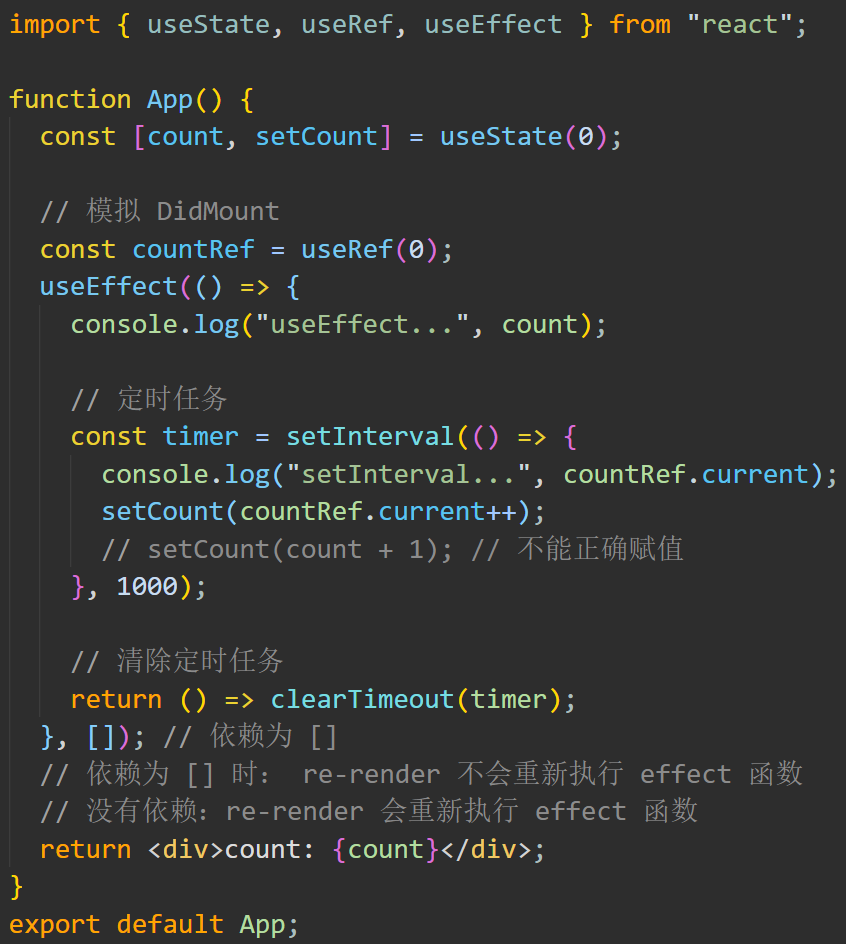 import { useState, useRef, useEffect } from "react";
function App() {
const [count, setCount] = useState(0);
// 模拟 DidMount
const countRef = useRef(0);
useEffect(() => {
console.log("useEffect...", count);
// 定时任务
const timer = setInterval(() => {
console.log("setInterval...", countRef.current);
setCount(countRef.current++);
// setCount(count + 1); // 不能正确赋值
}, 1000);
// 清除定时任务
return () => clearTimeout(timer);
}, []); // 依赖为 []
// 依赖为 [] 时： re-render 不会重新执行 effect 函数
// 没有依赖：re-render 会重新执行 effect 函数
return <div>count: {count}</div>;
}
export default App;